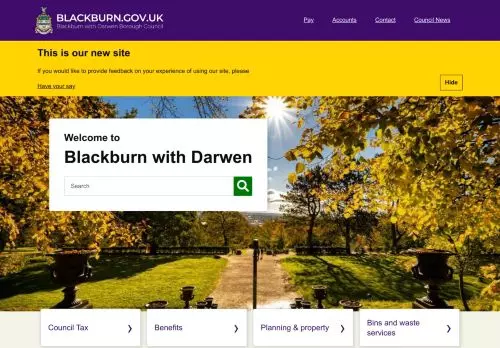 BLACKBURN.GOV.UK
Blackburn with Darwen Borough Council
Pay
Accounts
Contact
Council News
This is our new site
If you would like to provide feedback on your experience of using our site, please
Have your say
Hide
Welcome to
Blackburn with Darwen
Search
Council Tax
Benefits
Planning & property
Bins and waste
services